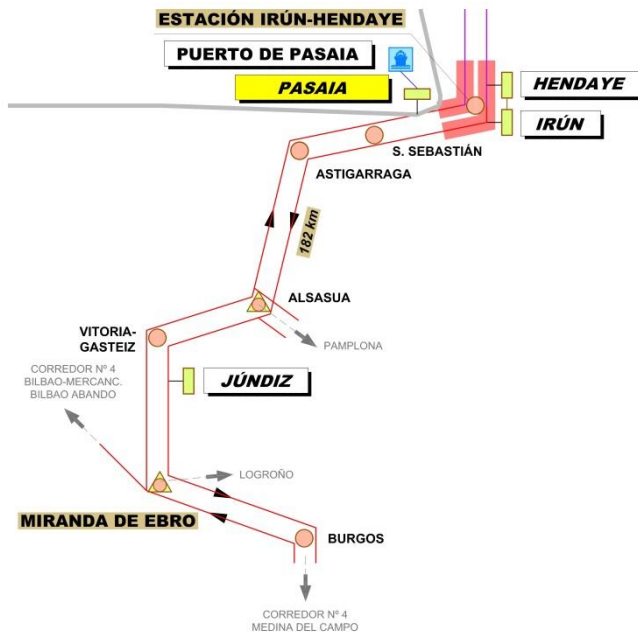 ESTACIÓN IRÚN-HENDAYE
PUERTO DE PASAIA
PASAIA
HENDAYE
IRÚN
S. SEBASTIÁN
ASTIGARRAGA
182 km
ALSASUA
PAMPLONA
VITORIA-
GASTEIZ
CORREDOR Nº 4
BILBAO-MERCANC.
BILBAO ABANDO
JÚNDIZ
LOGROÑO
MIRANDA DE EBRO
BURGOS
CORREDOR Nº 4
MEDINA DEL CAMPO